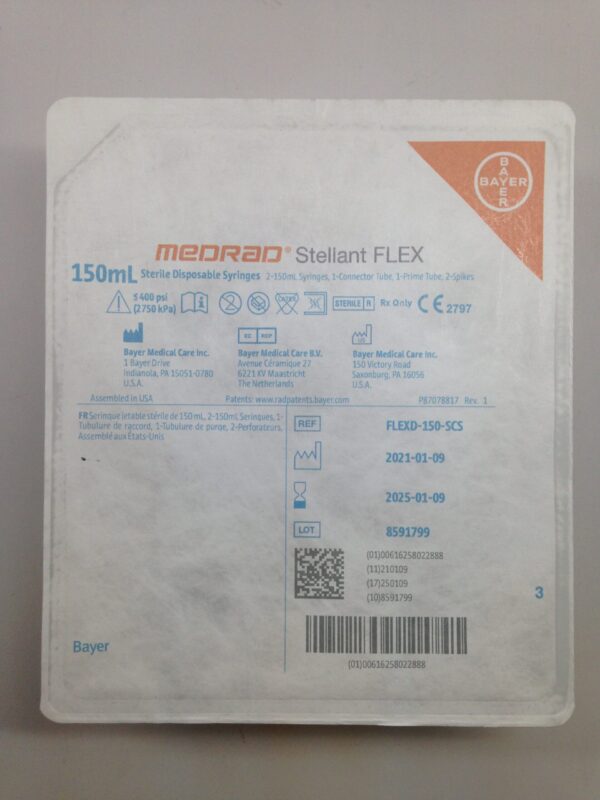 BAYER
BAYER
MEDRAD® Stellant FLEX
150mL Sterile Disposable Syringes 2-150mL Syringes, 1-Connector Tube, 1-Prime Tube, 2-Spikes
≤ 400 psi
(2750 kPa)
2
STERILE R
Rx Only
CE 2797
Bayer Medical Care Inc.
1 Bayer Drive
Indianola, PA 15051-0780
U.S.A.
EC REP
Bayer Medical Care B.V.
Avenue Céramique 27
6221 KV Maastricht
The Netherlands
US
Bayer Medical Care Inc.
150 Victory Road
Saxonburg, PA 16056
U.S.A.
Assembled in USA
Patents: www.radpatents.bayer.com
P87078817 Rev. 1
FR Seringue jetable stérile de 150 mL, 2-150mL Seringues, 1-
Tubulure de raccord, 1-Tubulure de purge, 2-Perforateurs,
Assemblé aux États-Unis
REF FLEXD-150-SCS
2021-01-09
2025-01-09
LOT 8591799
(01)00616258022888
(11)210109
(17)250109
(10)8591799
3
(01)00616258022888
Bayer